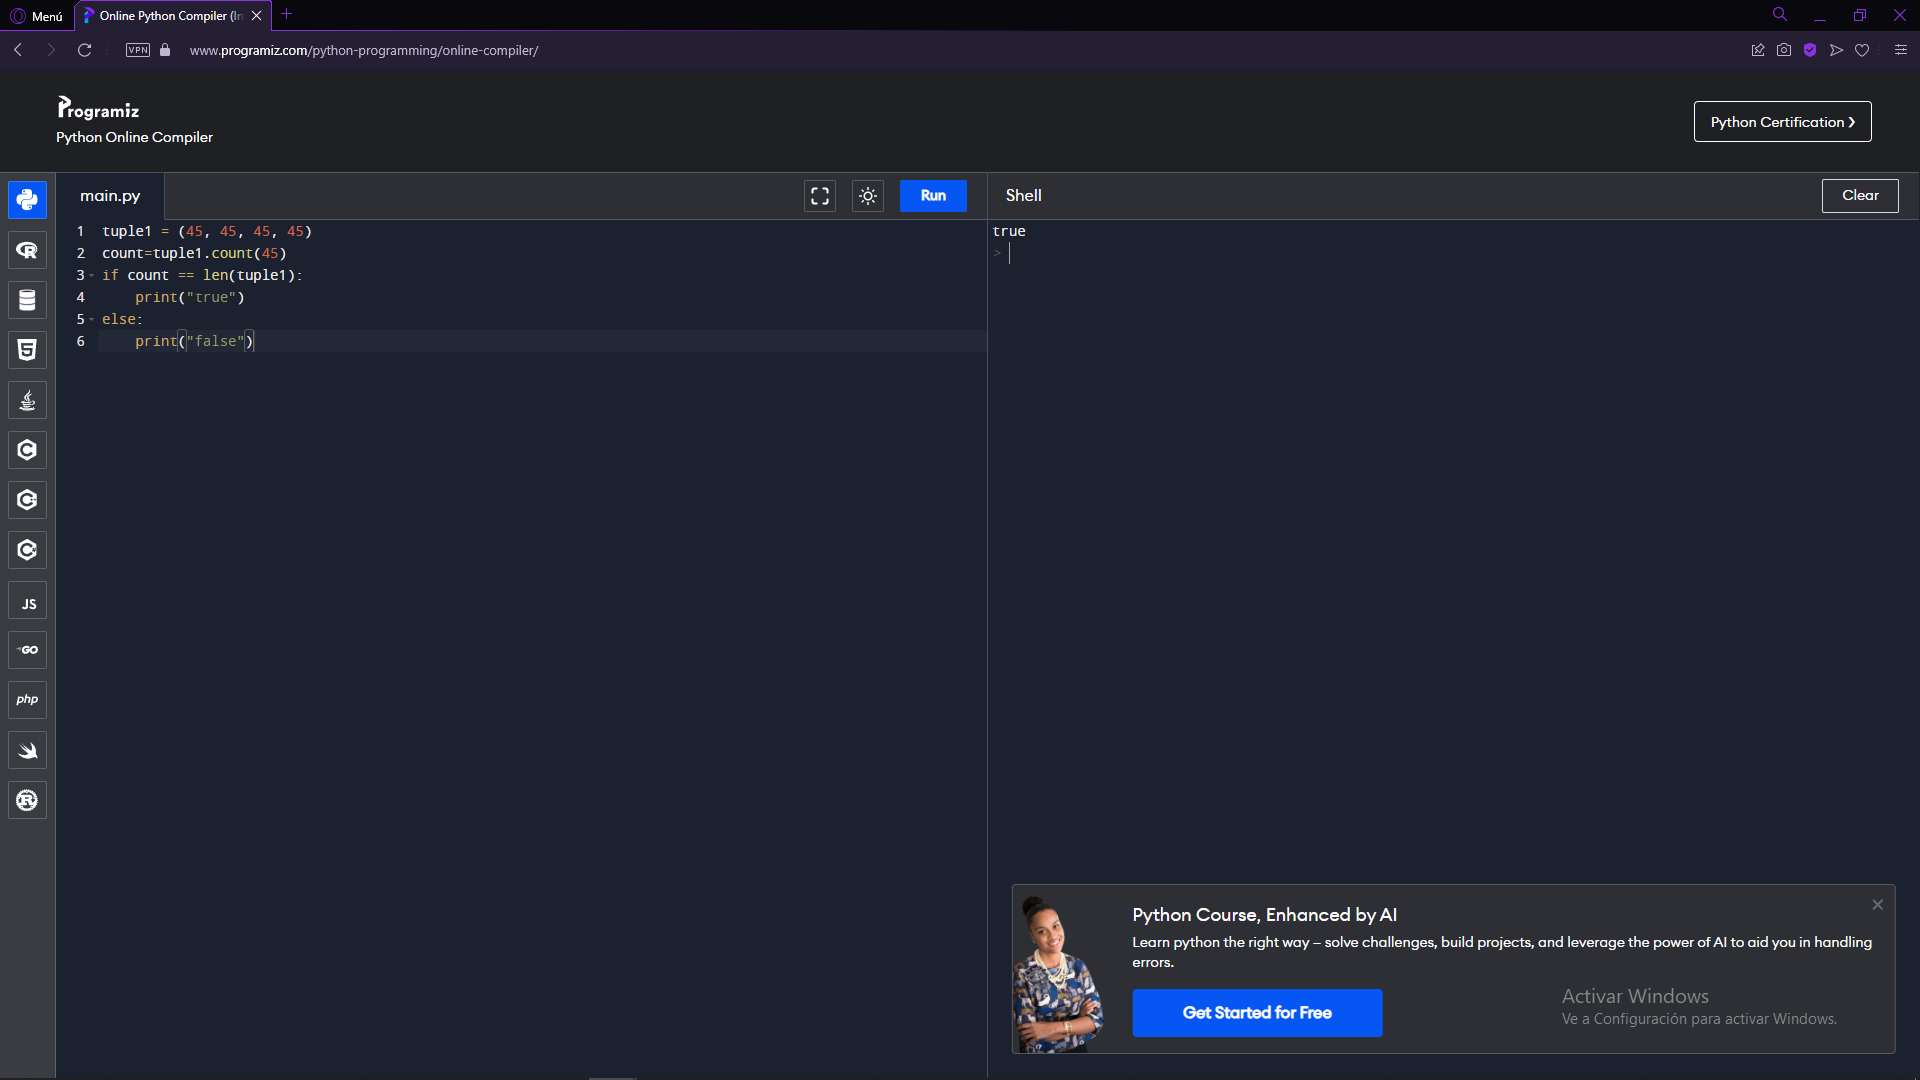 Menú
Online Python Compiler (In
VPN
www.programiz.com/python-programming/online-compiler/
Programiz
Python Online Compiler
Python Certification ❯
main.py
Run
Shell
Clear
1 tuple1 = (45, 45, 45, 45)
2 count=tuple1.count(45)
3 if count == len(tuple1):
4     print("true")
5 else:
6     print("false")
true
>
R
5
C
C
C
JS
GO
php
R
Python Course, Enhanced by AI
Learn python the right way – solve challenges, build projects, and leverage the power of AI to aid you in handling
errors.
Get Started for Free
Activar Windows
Ve a Configuración para activar Windows.